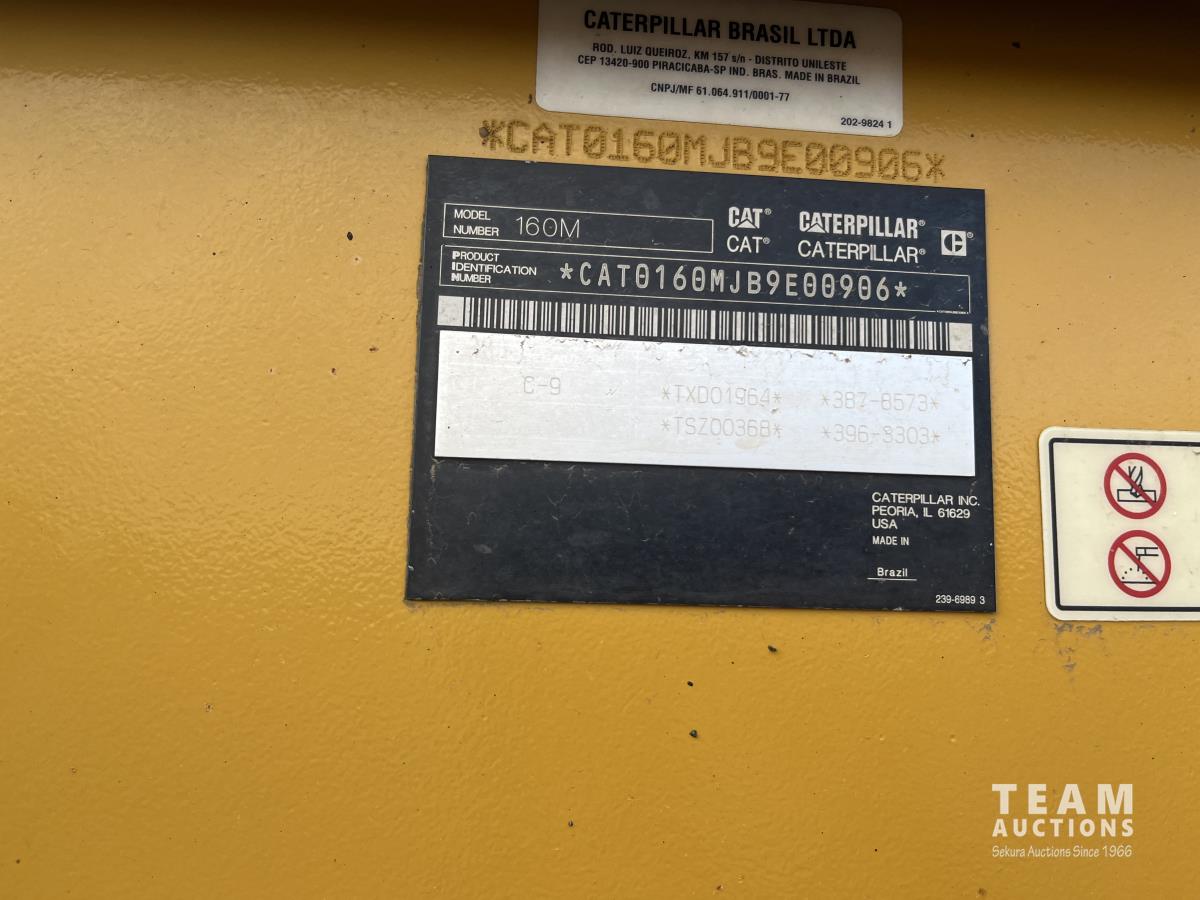 CATERPILLAR BRASIL LTDA
ROD. LUIZ QUEIROZ, KM 157 s/n - DISTRITO UNILESTE
CEP 13420-900 PIRACICABA-SP IND. BRAS. MADE IN BRAZIL
CNPJ/MF 61.064.911/0001-77
202-9824 1
*CAT0160MJB9E00906*
MODEL NUMBER 160M
CAT® CATERPILLAR®
CAT® CATERPILLAR® ®
PRODUCT IDENTIFICATION NUMBER *CAT0160MJB9E00906*
C-9 *TXD01964* *387-8573*
*TSZ00368* *396-3303*
CATERPILLAR INC.
PEORIA, IL 61629
USA
MADE IN
Brazil
239-6989 3
TEAM
AUCTIONS
Sekura Auctions Since 1966